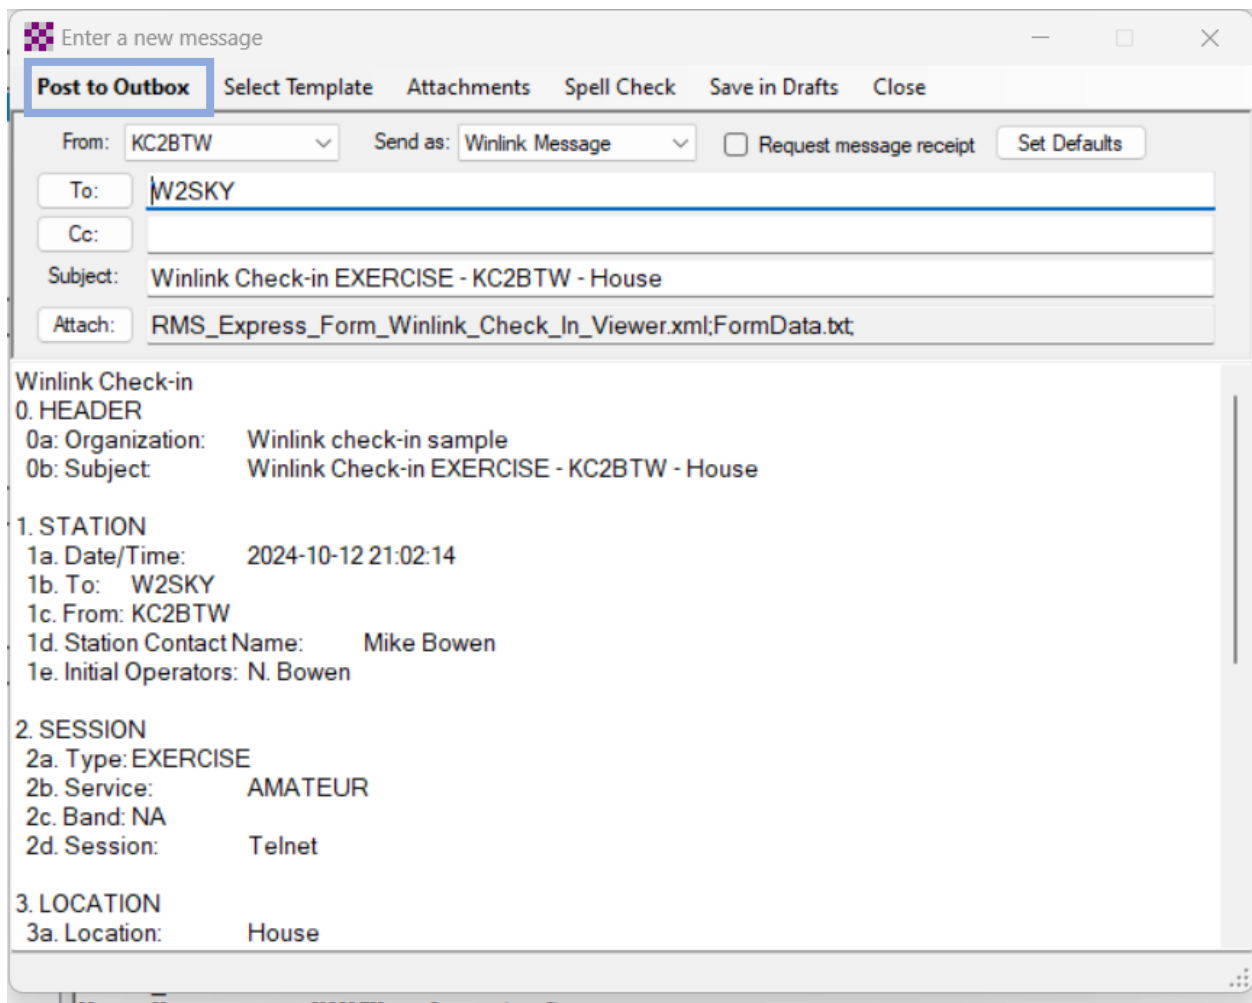 Enter a new message
Post to Outbox Select Template Attachments Spell Check Save in Drafts Close
From: KC2BTW Send as: Winlink Message Request message receipt Set Defaults
To: W2SKY
Cc:
Subject: Winlink Check-in EXERCISE - KC2BTW - House
Attach: RMS_Express_Form_Winlink_Check_In_Viewer.xml;FormData.txt;
Winlink Check-in
0. HEADER
0a: Organization: Winlink check-in sample
0b: Subject: Winlink Check-in EXERCISE - KC2BTW - House
1. STATION
1a. Date/Time: 2024-10-12 21:02:14
1b. To: W2SKY
1c. From: KC2BTW
1d. Station Contact Name: Mike Bowen
1e. Initial Operators: N. Bowen
2. SESSION
2a. Type: EXERCISE
2b. Service: AMATEUR
2c. Band: NA
2d. Session: Telnet
3. LOCATION
3a. Location: House